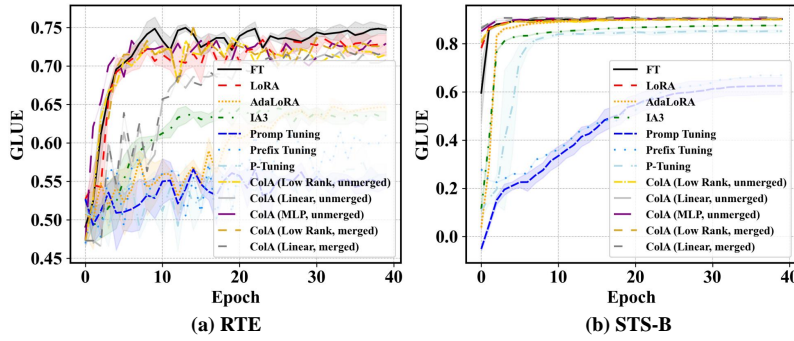 0.75
0.70
0.65
0.60
0.55
0.50
0.45
GLUE
0 10 20 30 40
Epoch
FT
LoRA
AdaLoRA
IA3
Promp Tuning
Prefix Tuning
P-Tuning
ColA (Low Rank, unmerged)
ColA (Linear, unmerged)
ColA (MLP, unmerged)
ColA (Low Rank, merged)
ColA (Linear, merged)
(a) RTE
0.8
0.6
0.4
0.2
0.0
GLUE
0 10 20 30 40
Epoch
FT
LoRA
AdaLoRA
IA3
Promp Tuning
Prefix Tuning
P-Tuning
ColA (Low Rank, unmerged)
ColA (Linear, unmerged)
ColA (MLP, unmerged)
ColA (Low Rank, merged)
ColA (Linear, merged)
(b) STS-B